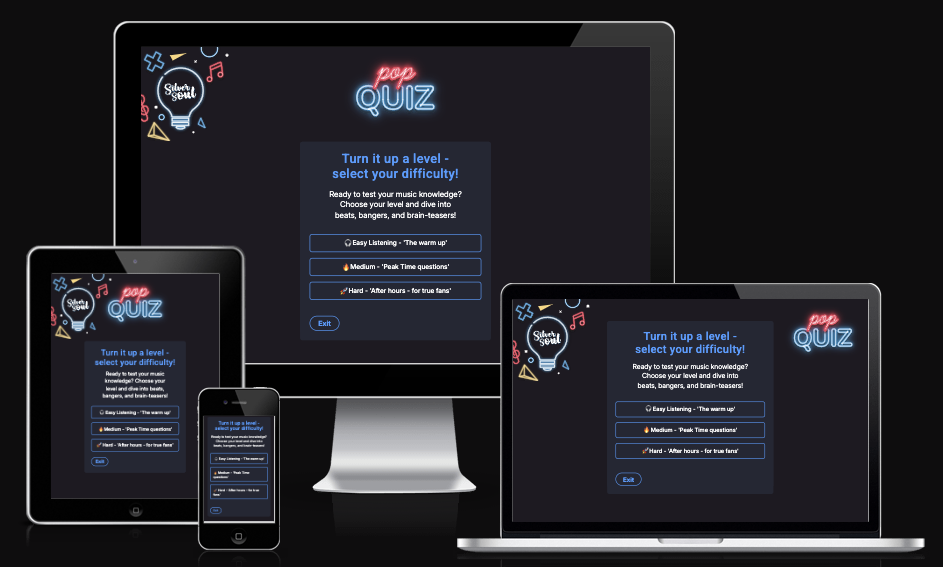 Silver
Soul
pop
QUIZ
Turn it up a level -
select your difficulty!
Ready to test your music knowledge?
Choose your level and dive into
beats, bangers, and brain-teasers!
🎧Easy Listening - 'The warm up'
🔥Medium - 'Peak Time questions'
🚀Hard - 'After hours - for true fans'
Exit
Silver
Soul
pop
QUIZ
Turn it up a level -
select your difficulty!
Ready to test your music
knowledge? Choose your
level and dive into beats,
bangers, and brain-teasers!
🎧Easy Listening - 'The warm up'
🔥Medium - 'Peak Time questions'
🚀Hard - 'After hours - for true fans'
Exit
Turn it up a level -
select your difficulty!
Ready to test your music knowledge?
Choose your level and dive into
beats, bangers, and brain-teasers!
🎧 Easy Listening - 'The warm up'
🔥 Medium - 'Peak Time
questions'
🚀 Hard - 'After hours - for true
fans'
Silver
Soul
pop
QUIZ
Turn it up a level -
select your difficulty!
Ready to test your music knowledge?
Choose your level and dive into
beats, bangers, and brain-teasers!
🎧Easy Listening - 'The warm up'
🔥Medium - 'Peak Time questions'
🚀Hard - 'After hours - for true fans'
Exit